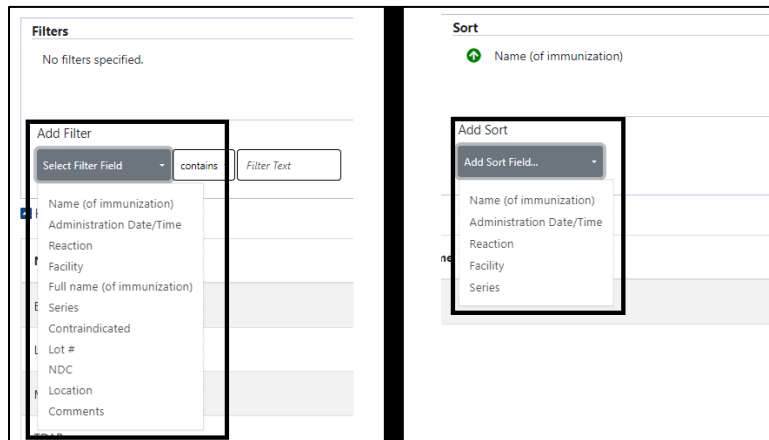 Filters
No filters specified.
Add Filter
Select Filter Field contains Filter Text
Name (of immunization)
Administration Date/Time
Reaction
Facility
Full name (of immunization)
Series
Contraindicated
Lot #
NDC
Location
Comments
Sort
Name (of immunization)
Add Sort
Add Sort Field...
Name (of immunization)
Administration Date/Time
Reaction
Facility
Series